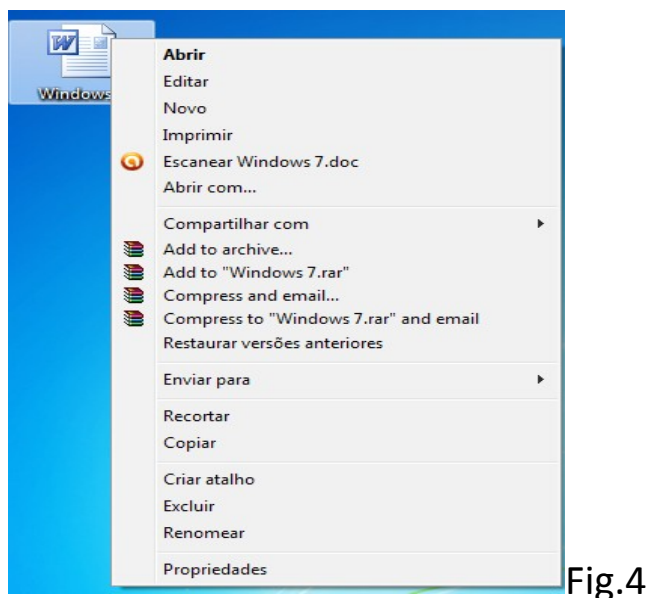 Windows
Abrir
Editar
Novo
Imprimir
Escanear Windows 7.doc
Abrir com...
Compartilhar com
Add to archive...
Add to "Windows 7.rar"
Compress and email...
Compress to "Windows 7.rar" and email
Restaurar versões anteriores
Enviar para
Recortar
Copiar
Criar atalho
Excluir
Renomear
Propriedades
Fig.4